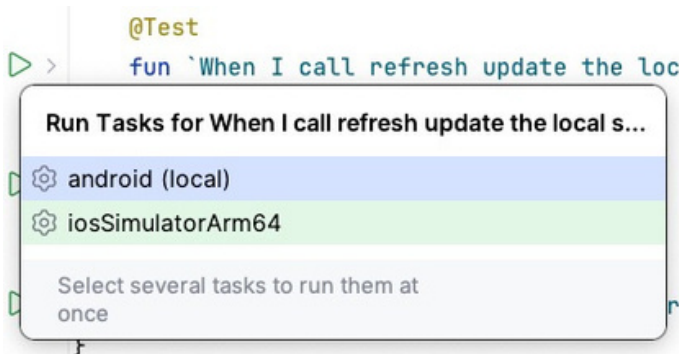 @Test
fun `When I call refresh update the loc
Run Tasks for When I call refresh update the local s...
android (local)
iosSimulatorArm64
Select several tasks to run them at
once
r
}